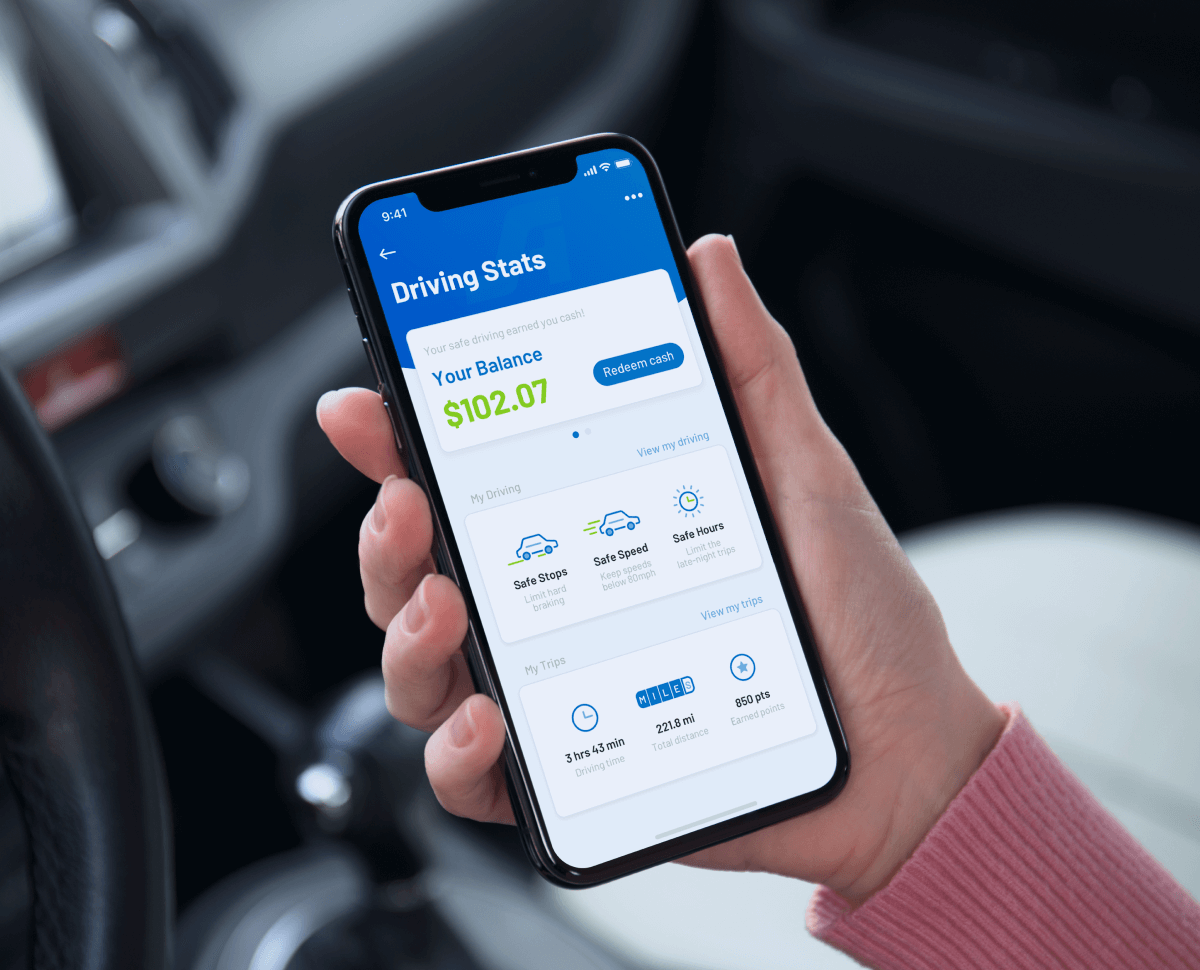 9:41
Driving Stats
Your safe driving earned you cash!
Your Balance
$102.07
Redeem cash
View my driving
My Driving
Safe Stops
Limit hard
braking
Safe Speed
Keep speeds
below 80mph
Safe Hours
Limit the
late-night trips
View my trips
My Trips
3 hrs 43 min
Driving time
MILES
221.8 mi
Total distance
850 pts
Earned points